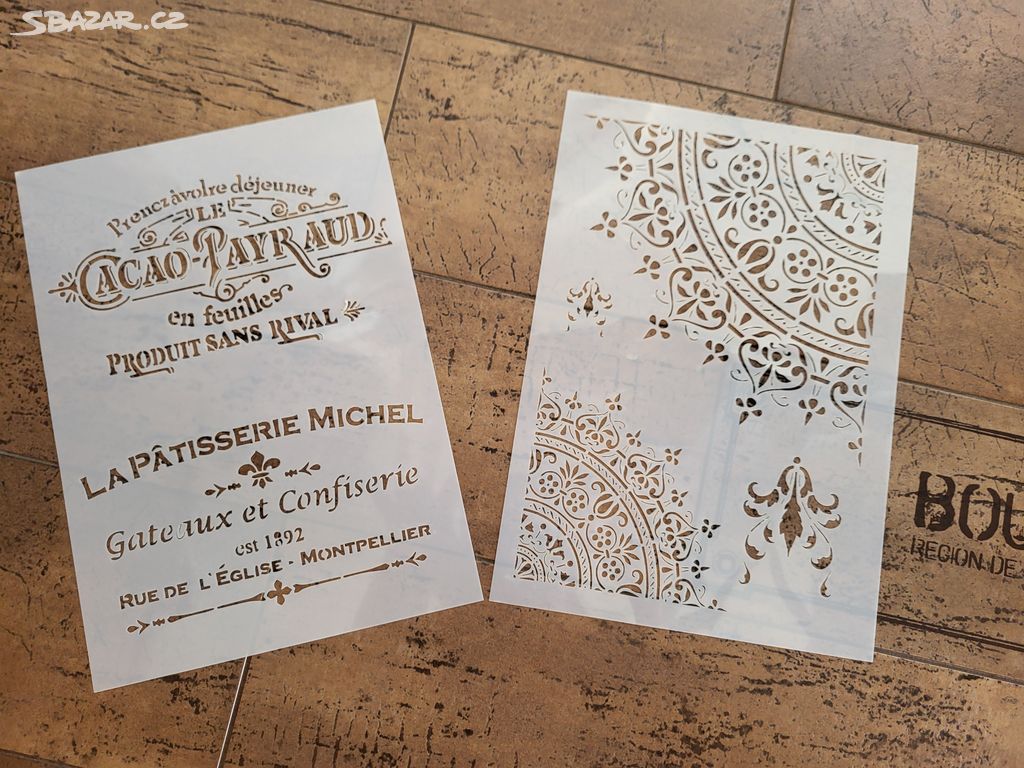 SBAZAR.CZ
Prenez à votre déjeuner
LE
CACAO-PAYRAUD
en feuilles
PRODUIT SANS RIVAL
LA PÂTISSERIE MICHEL
Gateaux et Confiserie
est 1892
RUE DE L'ÉGLISE - MONTPELLIER
BOU
REGION DE